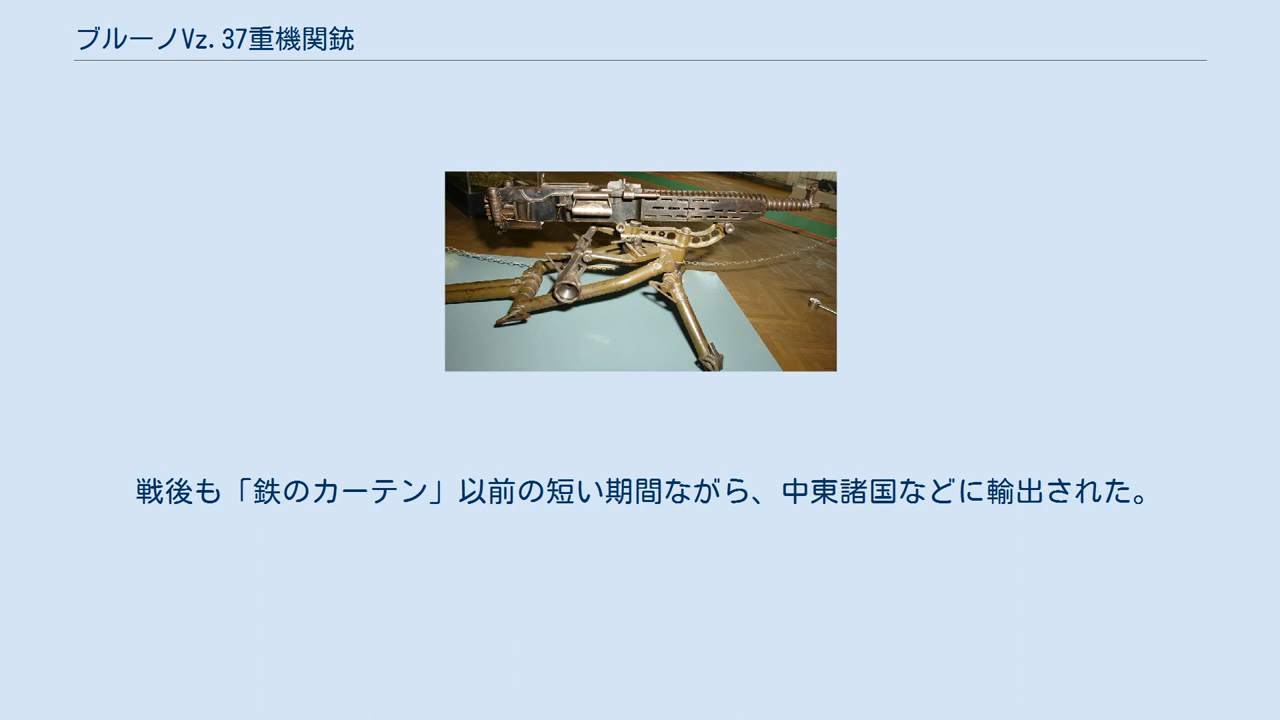 ブルーノVz.37重機関銃
戦後も「鉄のカーテン」以前の短い期間ながら、中東諸国などに輸出された。